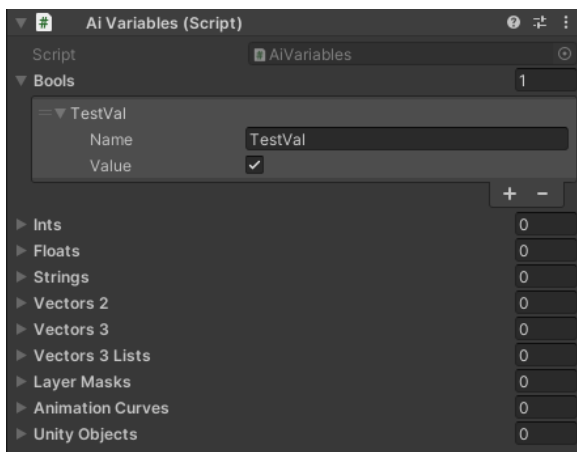 # Ai Variables (Script)
Script # AiVariables
Bools 1
TestVal
Name TestVal
Value
+ -
Ints 0
Floats 0
Strings 0
Vectors 2 0
Vectors 3 0
Vectors 3 Lists 0
Layer Masks 0
Animation Curves 0
Unity Objects 0